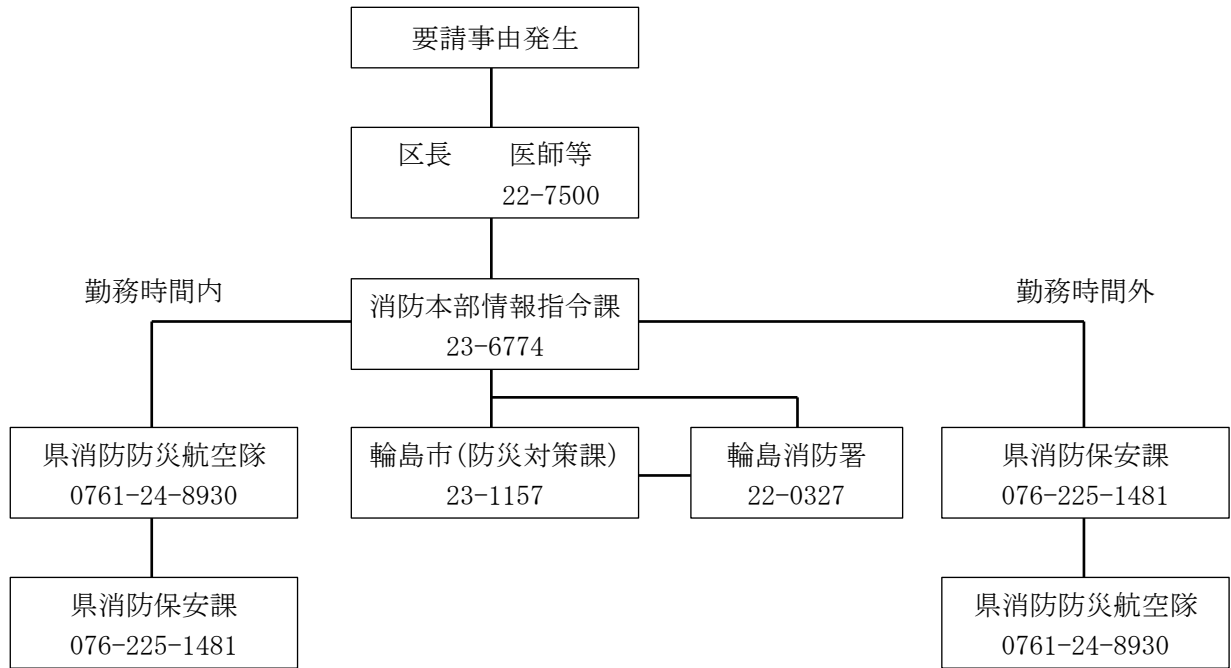 要請事由発生
区長　　医師等
22-7500
勤務時間内
消防本部情報指令課
23-6774
勤務時間外
県消防防災航空隊
0761-24-8930
輪島市(防災対策課)
23-1157
輪島消防署
22-0327
県消防保安課
076-225-1481
県消防保安課
076-225-1481
県消防防災航空隊
0761-24-8930